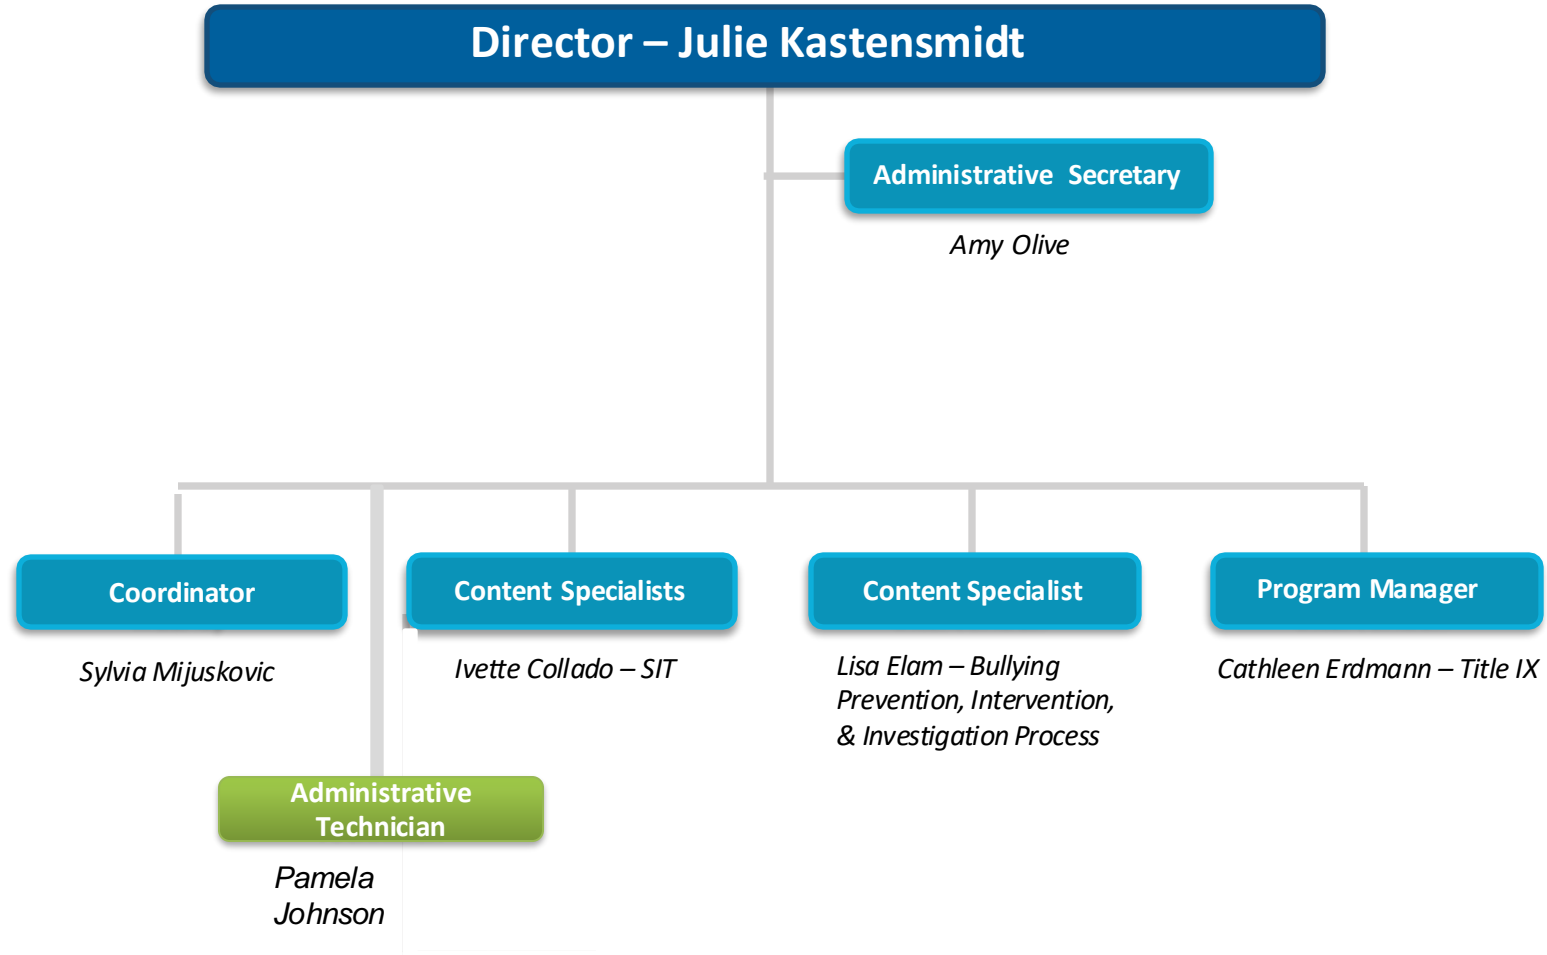 Director – Julie Kastensmidt
Administrative Secretary
Amy Olive
Coordinator
Sylvia Mijuskovic
Content Specialists
Ivette Collado – SIT
Content Specialist
Lisa Elam – Bullying
Prevention, Intervention,
& Investigation Process
Program Manager
Cathleen Erdmann – Title IX
Administrative
Technician
Pamela
Johnson